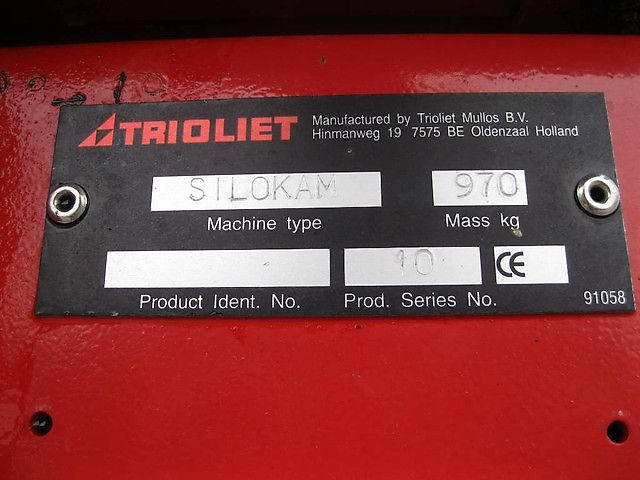 TRIOLIET
Manufactured by Trioliet Mullos B.V.
Hinmanweg 19 7575 BE Oldenzaal Holland
SILOKAM
970
Machine type
Mass kg
10
CE
Product Ident. No.
Prod. Series No.
91058